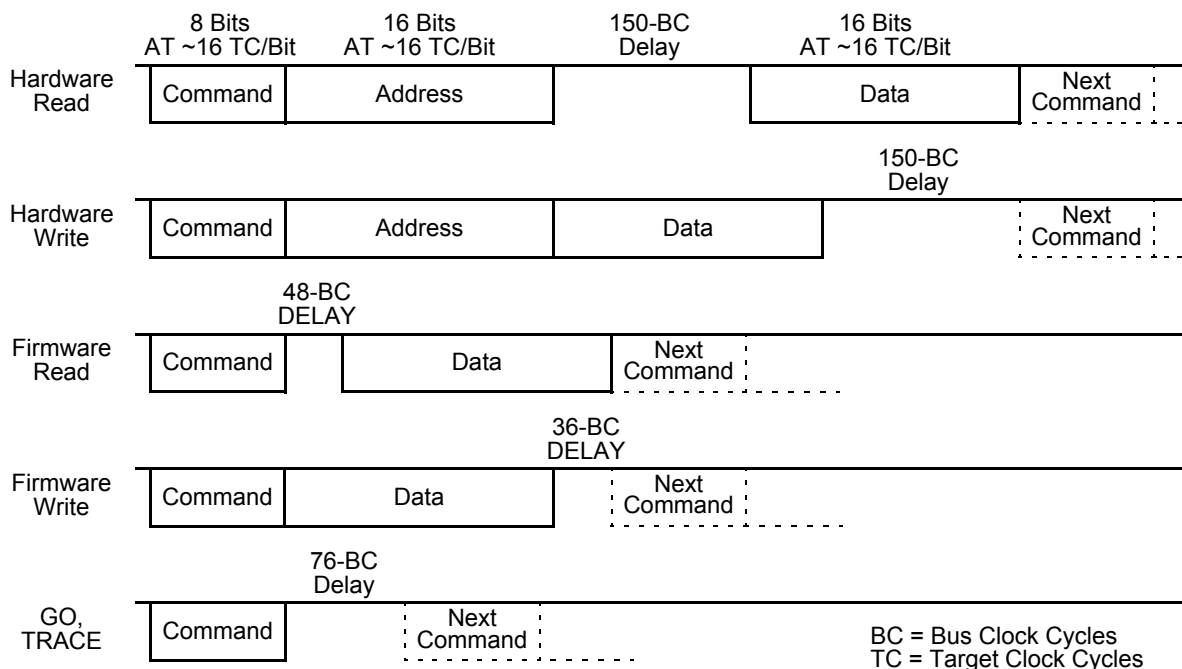 8 Bits
AT ~16 TC/Bit
16 Bits
AT ~16 TC/Bit
150-BC
Delay
16 Bits
AT ~16 TC/Bit
Hardware
Read
Command
Address
Data
Next
Command
150-BC
Delay
Hardware
Write
Command
Address
Data
Next
Command
48-BC
DELAY
Firmware
Read
Command
Data
Next
Command
36-BC
DELAY
Firmware
Write
Command
Data
Next
Command
76-BC
Delay
GO,
TRACE
Command
Next
Command
BC = Bus Clock Cycles
TC = Target Clock Cycles